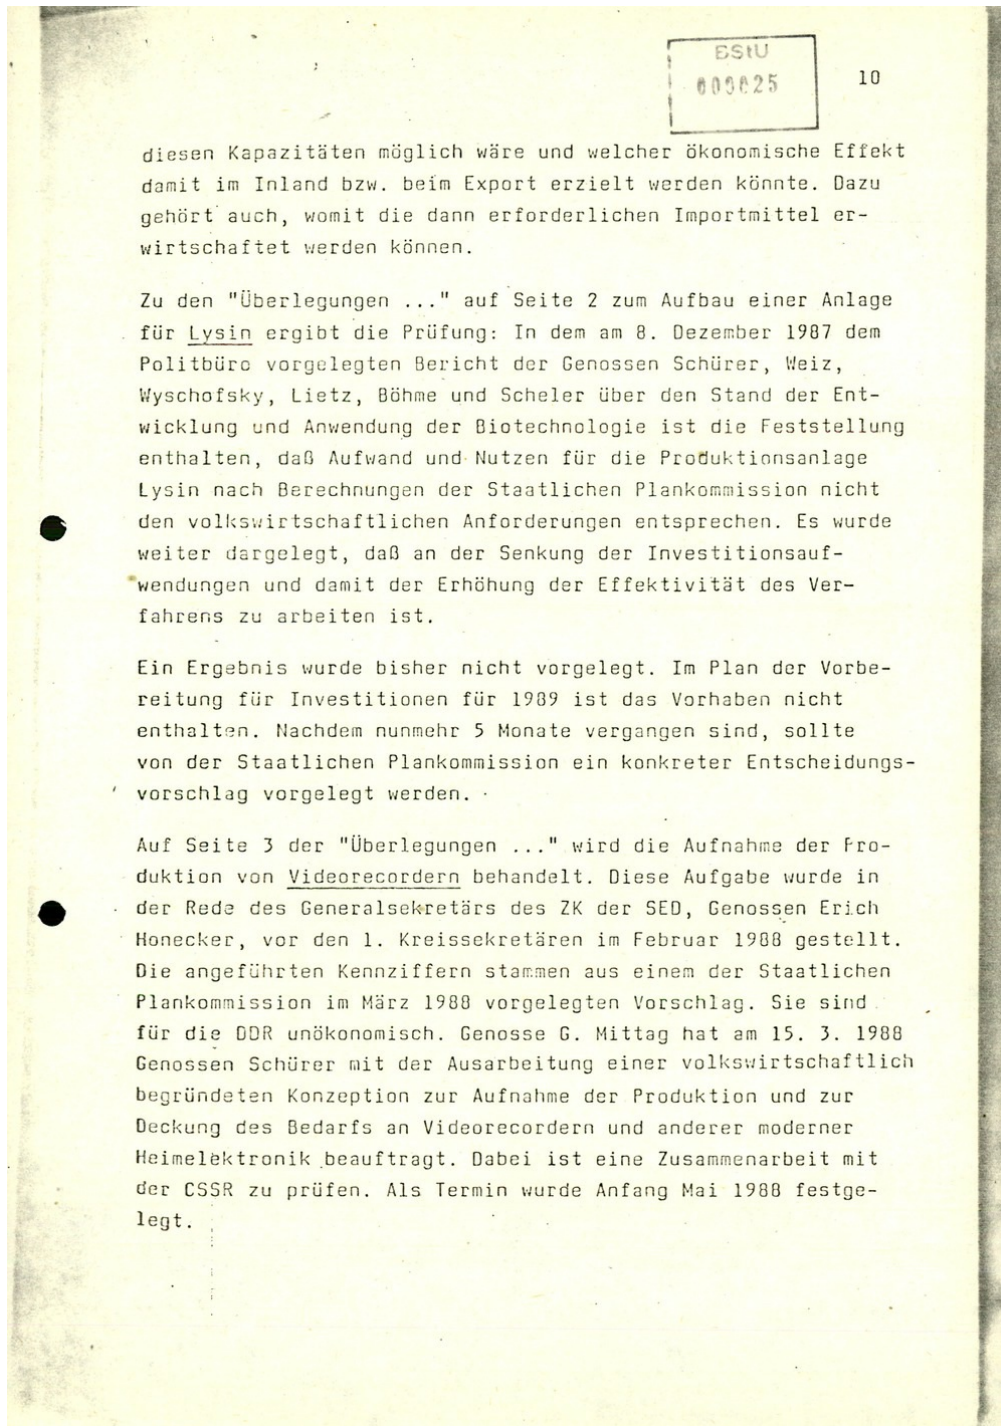 BStU
000025
10
diesen Kapazitäten möglich wäre und welcher ökonomische Effekt
damit im Inland bzw. beim Export erzielt werden könnte. Dazu
gehört auch, womit die dann erforderlichen Importmittel er-
wirtschaftet werden können.
Zu den "Überlegungen ..." auf Seite 2 zum Aufbau einer Anlage
für Lysin ergibt die Prüfung: In dem am 8. Dezember 1987 dem
Politbüro vorgelegten Bericht der Genossen Schürer, Weiz,
Wyschofsky, Lietz, Böhme und Scheler über den Stand der Ent-
wicklung und Anwendung der Biotechnologie ist die Feststellung
enthalten, daß Aufwand und Nutzen für die Produktionsanlage
Lysin nach Berechnungen der Staatlichen Plankommission nicht
den volkswirtschaftlichen Anforderungen entsprechen. Es wurde
weiter dargelegt, daß an der Senkung der Investitionsauf-
wendungen und damit der Erhöhung der Effektivität des Ver-
fahrens zu arbeiten ist.
Ein Ergebnis wurde bisher nicht vorgelegt. Im Plan der Vorbe-
reitung für Investitionen für 1989 ist das Vorhaben nicht
enthalten. Nachdem nunmehr 5 Monate vergangen sind, sollte
von der Staatlichen Plankommission ein konkreter Entscheidungs-
vorschlag vorgelegt werden.
Auf Seite 3 der "Überlegungen ..." wird die Aufnahme der Pro-
duktion von Videorecordern behandelt. Diese Aufgabe wurde in
der Rede des Generalsekretärs des ZK der SED, Genossen Erich
Honecker, vor den 1. Kreissekretären im Februar 1988 gestellt.
Die angeführten Kennziffern stammen aus einem der Staatlichen
Plankommission im März 1988 vorgelegten Vorschlag. Sie sind
für die DDR unökonomisch. Genosse G. Mittag hat am 15. 3. 1988
Genossen Schürer mit der Ausarbeitung einer volkswirtschaftlich
begründeten Konzeption zur Aufnahme der Produktion und zur
Deckung des Bedarfs an Videorecordern und anderer moderner
Heimelektronik beauftragt. Dabei ist eine Zusammenarbeit mit
der CSSR zu prüfen. Als Termin wurde Anfang Mai 1988 festge-
legt.